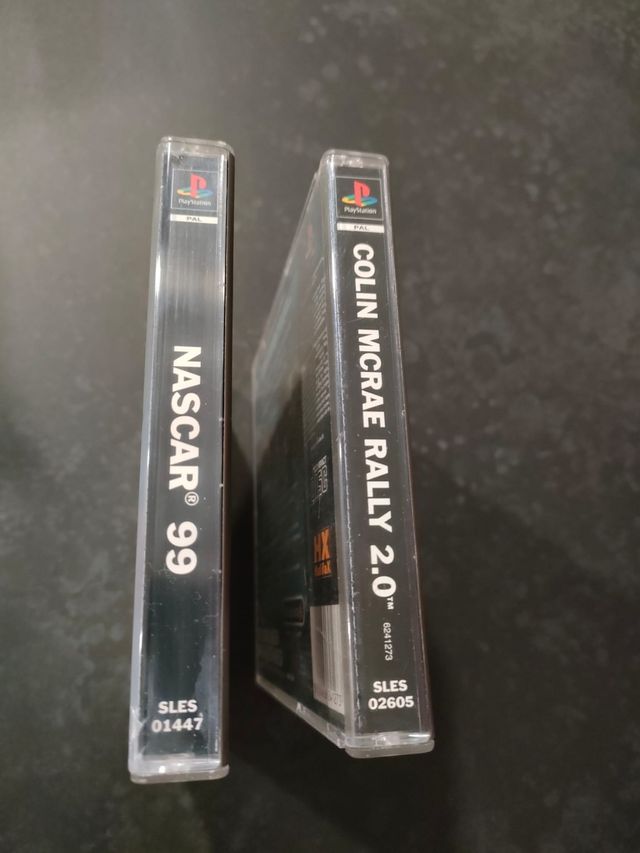 PlayStation
PAL
NASCAR® 99
SLES
01447
PlayStation
PAL
COLIN MCRAE RALLY 2.0™
6241273
SLES
02605